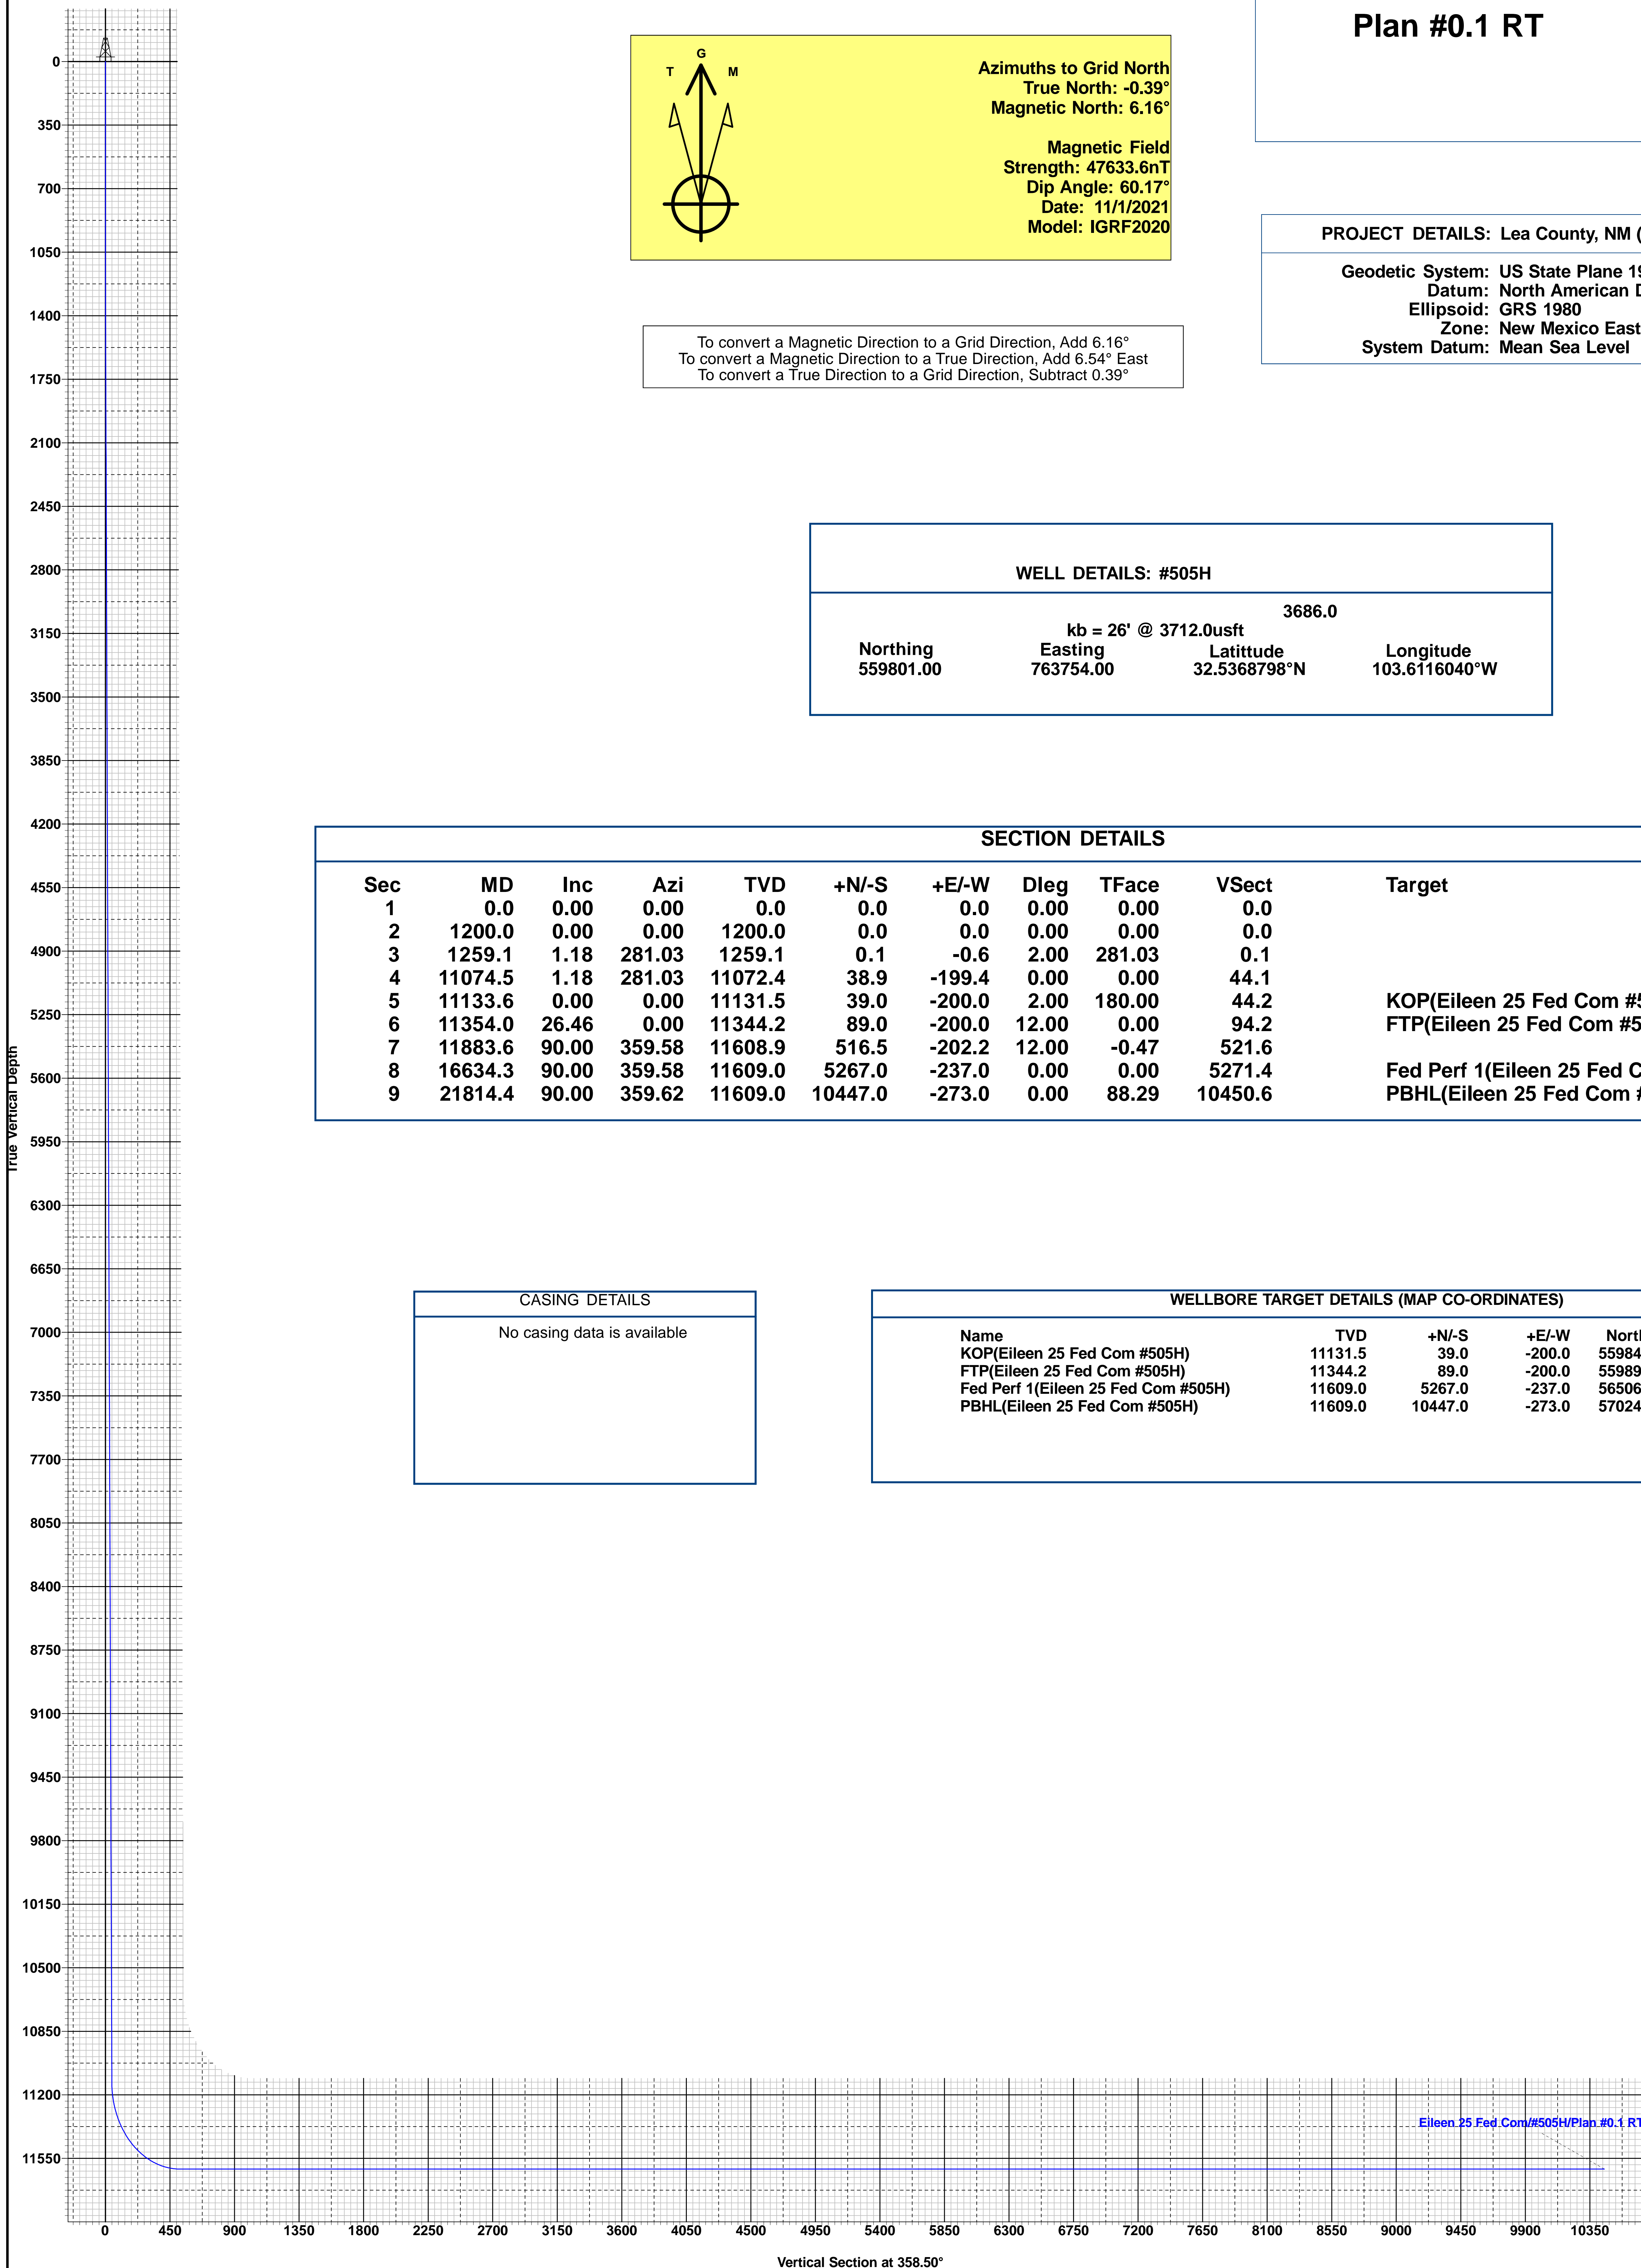 Plan #0.1 RT
G
T M
Azimuths to Grid North
True North: -0.39°
Magnetic North: 6.16°
Magnetic Field
Strength: 47633.6nT
Dip Angle: 60.17°
Date: 11/1/2021
Model: IGRF2020
PROJECT DETAILS: Lea County, NM (
Geodetic System: US State Plane 19
Datum: North American D
Ellipsoid: GRS 1980
Zone: New Mexico East
System Datum: Mean Sea Level
To convert a Magnetic Direction to a Grid Direction, Add 6.16°
To convert a Magnetic Direction to a True Direction, Add 6.54° East
To convert a True Direction to a Grid Direction, Subtract 0.39°
WELL DETAILS: #505H
3686.0
kb = 26' @ 3712.0usft
Northing Easting Latittude Longitude
559801.00 763754.00 32.5368798°N 103.6116040°W
SECTION DETAILS
Sec MD Inc Azi TVD +N/-S +E/-W Dleg TFace VSect Target
1 0.0 0.00 0.00 0.0 0.0 0.0 0.00 0.00 0.0
2 1200.0 0.00 0.00 1200.0 0.0 0.0 0.00 0.00 0.0
3 1259.1 1.18 281.03 1259.1 0.1 -0.6 2.00 281.03 0.1
4 11074.5 1.18 281.03 11072.4 38.9 -199.4 0.00 0.00 44.1
5 11133.6 0.00 0.00 11131.5 39.0 -200.0 2.00 180.00 44.2 KOP(Eileen 25 Fed Com #5
6 11354.0 26.46 0.00 11344.2 89.0 -200.0 12.00 0.00 94.2 FTP(Eileen 25 Fed Com #5
7 11883.6 90.00 359.58 11608.9 516.5 -202.2 12.00 -0.47 521.6
8 16634.3 90.00 359.58 11609.0 5267.0 -237.0 0.00 0.00 5271.4 Fed Perf 1(Eileen 25 Fed C
9 21814.4 90.00 359.62 11609.0 10447.0 -273.0 0.00 88.29 10450.6 PBHL(Eileen 25 Fed Com #
CASING DETAILS
No casing data is available
WELLBORE TARGET DETAILS (MAP CO-ORDINATES)
Name TVD +N/-S +E/-W North
KOP(Eileen 25 Fed Com #505H) 11131.5 39.0 -200.0 55984
FTP(Eileen 25 Fed Com #505H) 11344.2 89.0 -200.0 55989
Fed Perf 1(Eileen 25 Fed Com #505H) 11609.0 5267.0 -237.0 56506
PBHL(Eileen 25 Fed Com #505H) 11609.0 10447.0 -273.0 57024
True Vertical Depth
0
350
700
1050
1400
1750
2100
2450
2800
3150
3500
3850
4200
4550
4900
5250
5600
5950
6300
6650
7000
7350
7700
8050
8400
8750
9100
9450
9800
10150
10500
10850
11200
11550
Eileen 25 Fed Com/#505H/Plan #0.1 RT
0 450 900 1350 1800 2250 2700 3150 3600 4050 4500 4950 5400 5850 6300 6750 7200 7650 8100 8550 9000 9450 9900 10350
Vertical Section at 358.50°